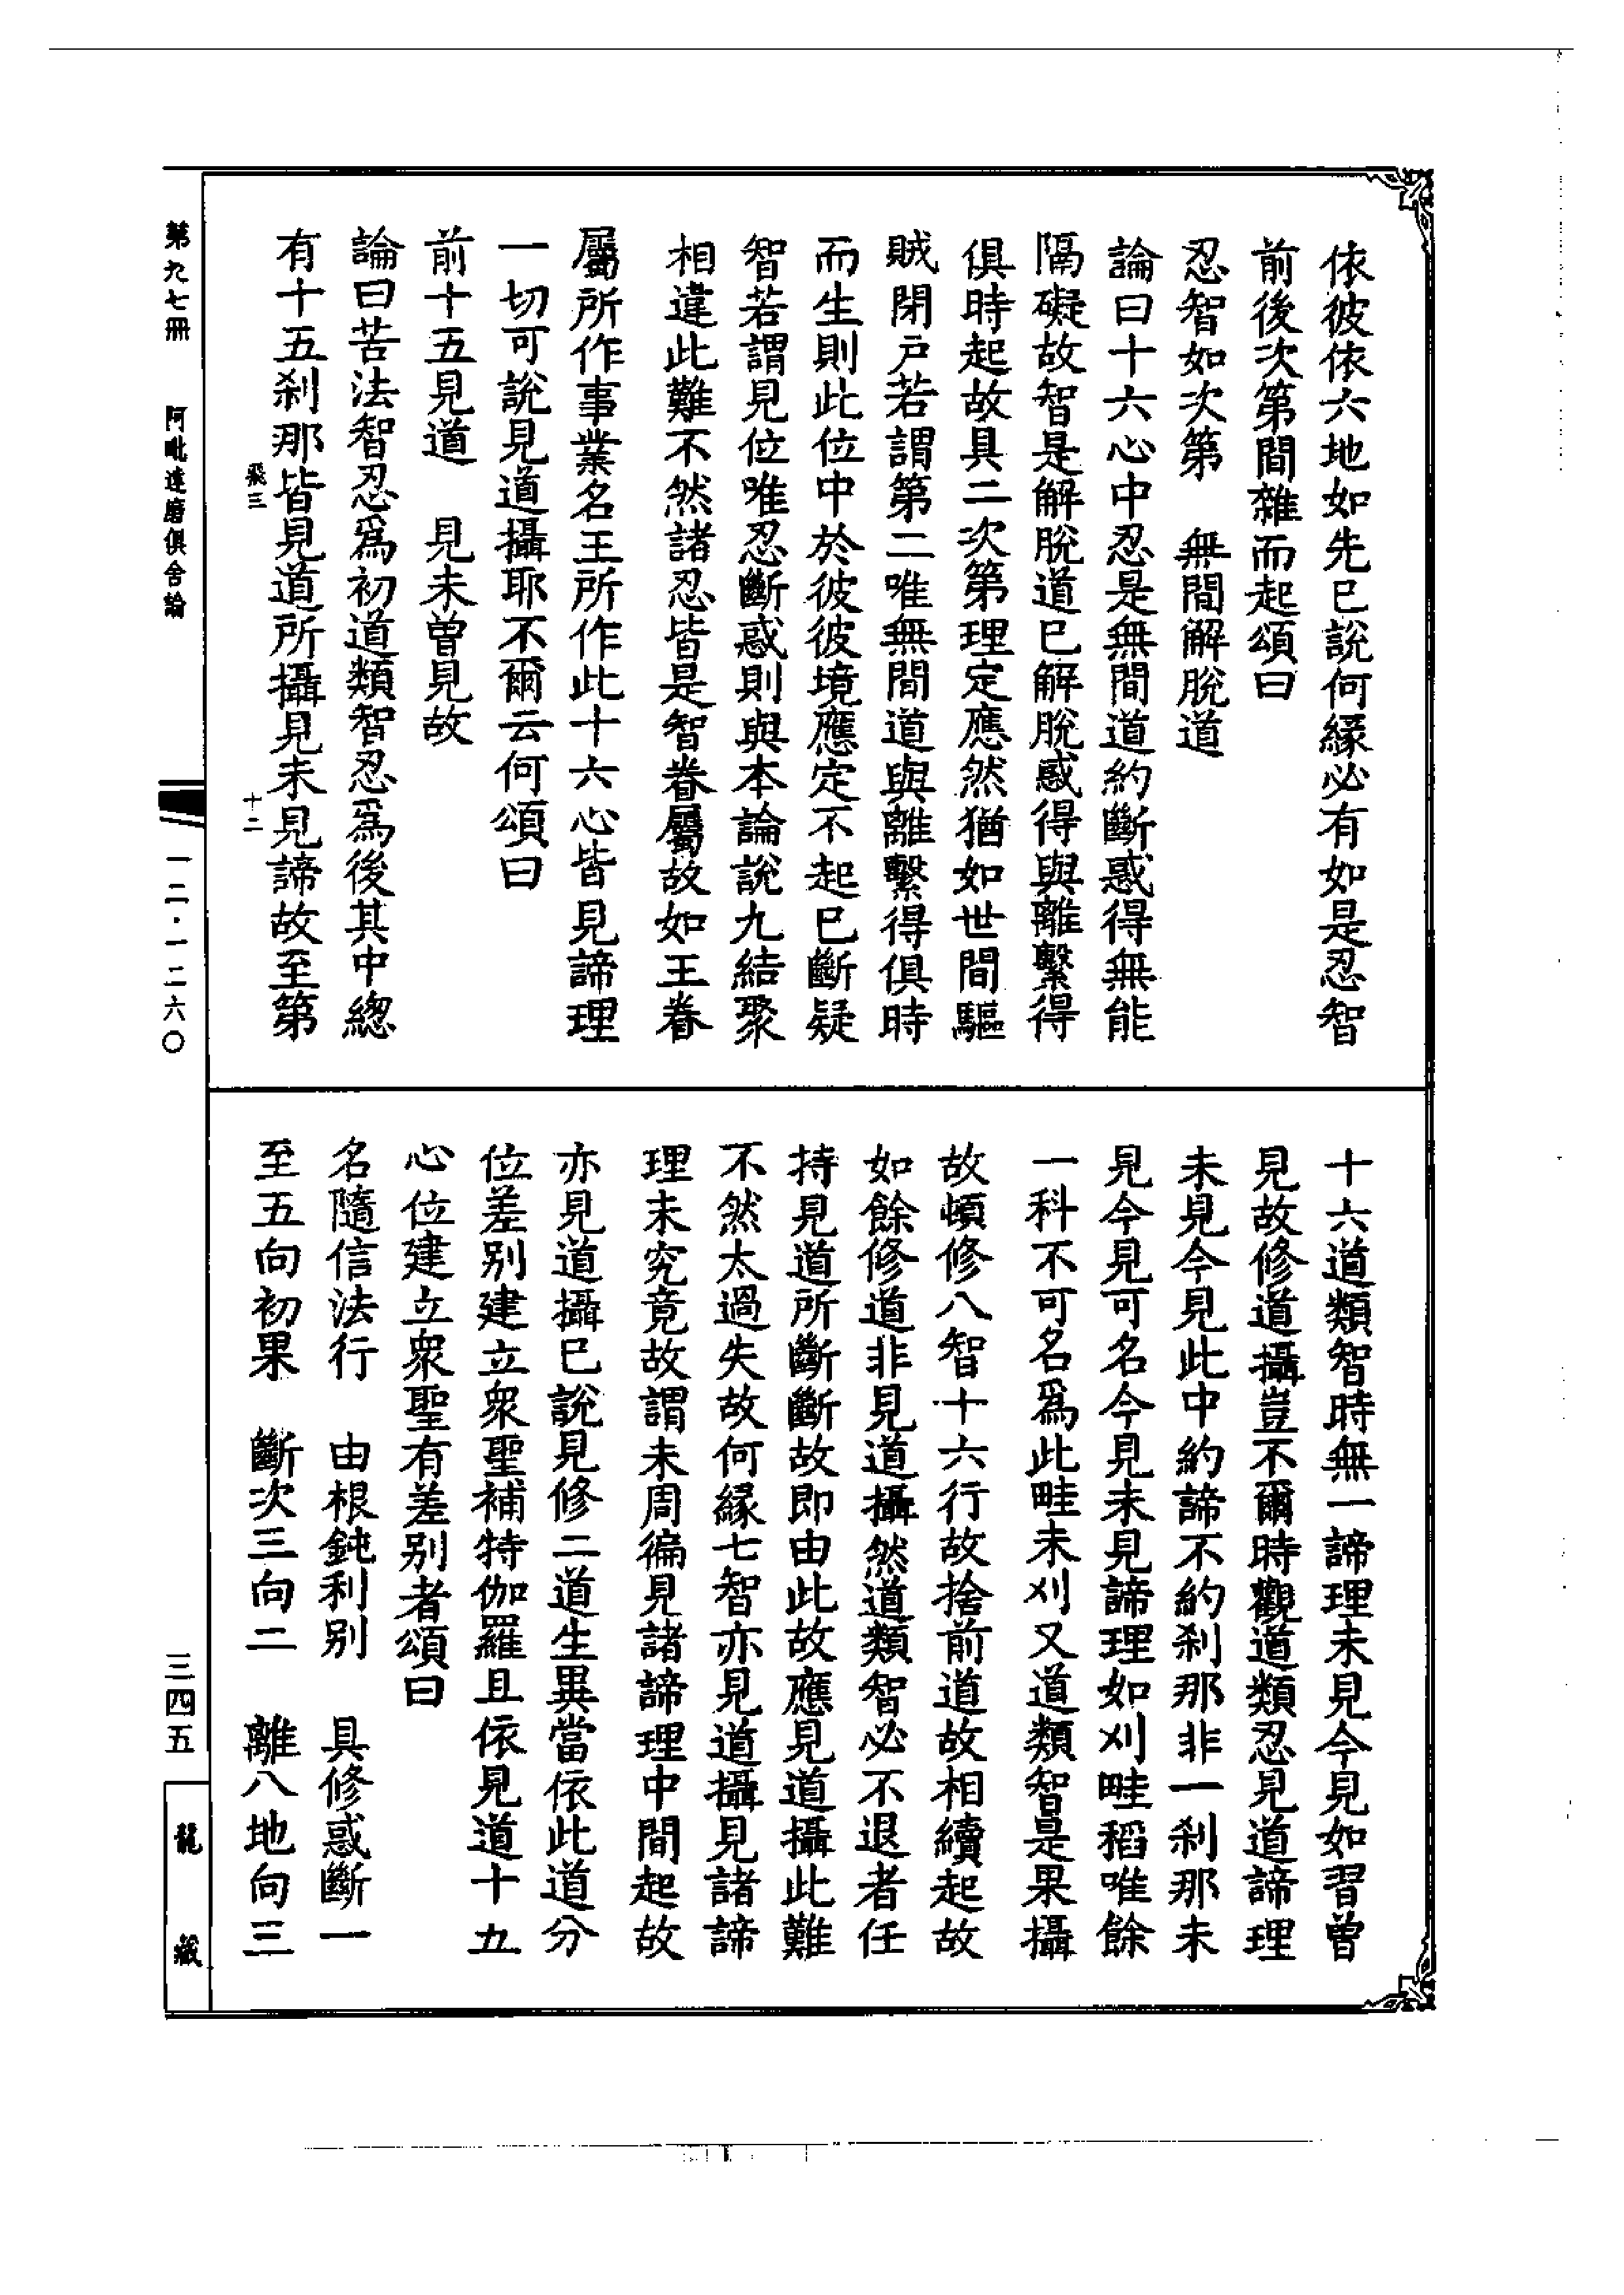 依彼依六地如先已説何縁必有如是忍智
前後次第間雜而起頌曰
忍智如次第　無間解脫道
論曰十六心中忍是無間道約斷惑得無能
隔礙故智是解脫道已解脫惑得與離繫得
俱時起故具二次第理定應然猶如世間驅
賊閉戸若謂第二唯無間道與離繫得俱時
而生則此位中於彼彼境應定不起已斷疑
智若謂見位唯忍斷惑則與本論說九結聚
相違此難不然諸忍皆是智眷屬故如王眷
屬所作事業名王所作此十六心皆見諦理
一切可說見道攝耶不爾云何頌曰
前十五見道　見未曾見故
論曰苦法智忍爲初道類智忍爲後其中總
有十五剎那皆見道所攝見未見諦故至第
十六道類智時無一諦理未見今見如習曾
見故修道攝豈不爾時觀道類忍見道諦理
未見今見此中約諦不約剎那非一剎那未
見今見可名今見未見諦理如刈畦稻唯餘
一科不可名爲此畦未刈又道類智是果攝
故頓修八智十六行故捨前道故相續起故
如餘修道非見道攝然道類智必不退者任
持見道所斷斷故即由此故應見道攝此難
不然太過失故何縁七智亦見道攝見諸諦
理未究竟故謂未周徧見諸諦理中間起故
亦見道攝已說見修二道生異當依此道分
位差別建立衆聖補特伽羅且依見道十五
心位建立衆聖有差別者頌曰
名隨信法行　由根鈍利別　具修惑斷一
至五向初果　斷次三向二　離八地向三
飛三　十二
第九七冊　阿毗達磨俱舍論　一二·一二六〇　三四五
龍藏